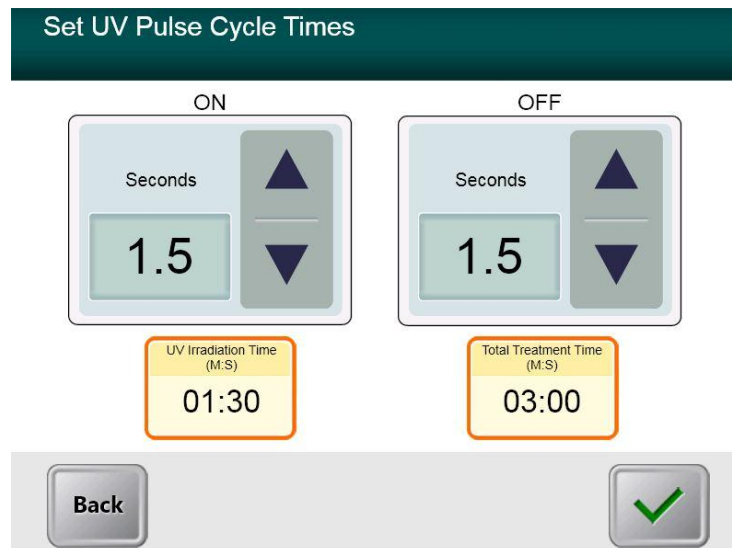 Set UV Pulse Cycle Times
ON
OFF
Seconds
1.5
Seconds
1.5
UV Irradiation Time
(M:S)
01:30
Total Treatment Time
(M:S)
03:00
Back